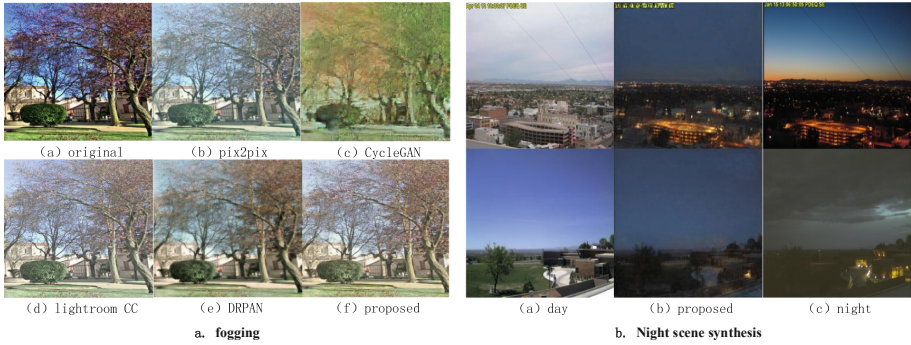 (a) original
(b) pix2pix
(c) CycleGAN
(d) lightroom CC
(e) DRPAN
(f) proposed
a. fogging
(a) day
(b) proposed
(c) night
b. Night scene synthesis